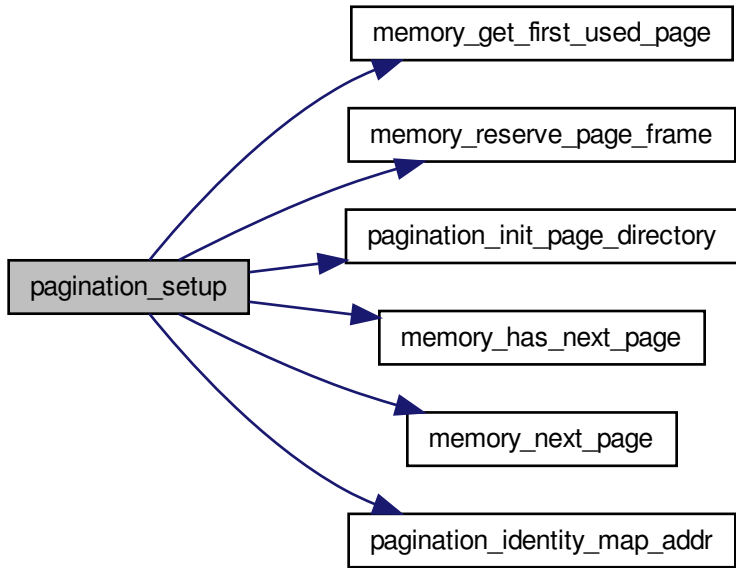 memory_get_first_used_page
memory_reserve_page_frame
pagination_init_page_directory
pagination_setup
memory_has_next_page
memory_next_page
pagination_identity_map_addr